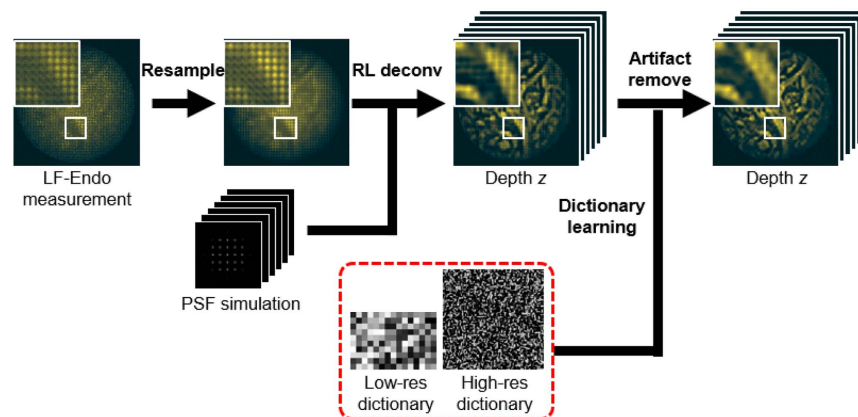 Resample
RL deconv
Artifact
remove
LF-Endo
measurement
Depth z
Depth z
Dictionary
learning
PSF simulation
Low-res
dictionary
High-res
dictionary